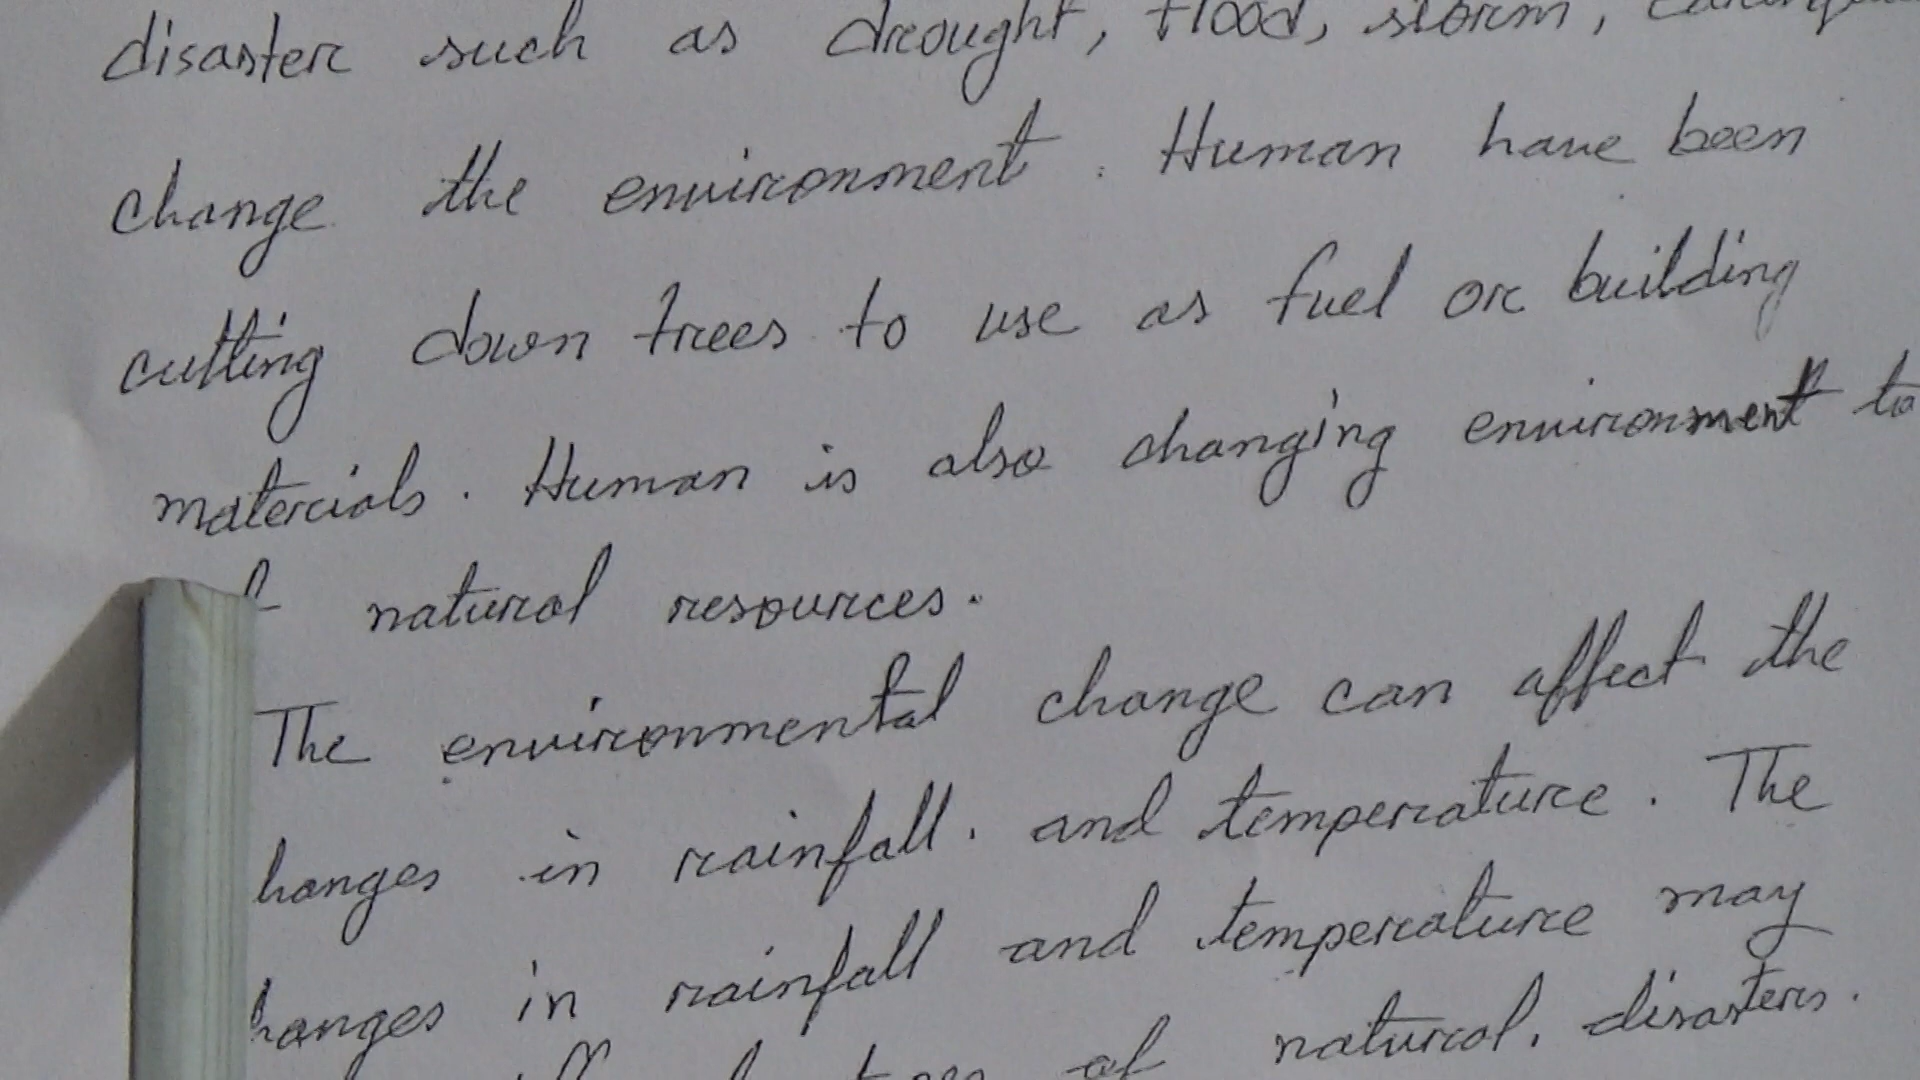 disaster such as drought, flood, storm,
change the environment. Human have been
cutting down trees to use as fuel or building
materials. Human is also changing environment to
natural resources.
The environmental change can affect the
hanges in rainfall. and temperature. The
hanges in rainfall and temperature may
of natural. disasters.